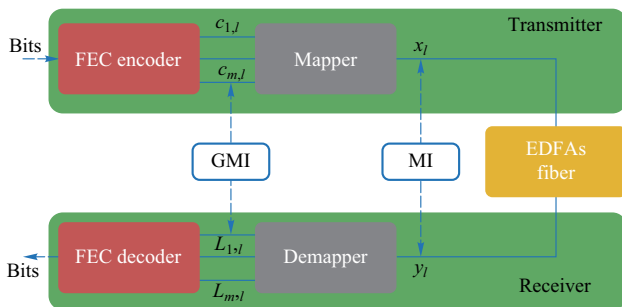 Transmitter
Bits
FEC encoder
c1,l
cm,l
Mapper
xl
GMI
MI
EDFAs
fiber
FEC decoder
L1,l
Lm,l
Demapper
yl
Bits
Receiver